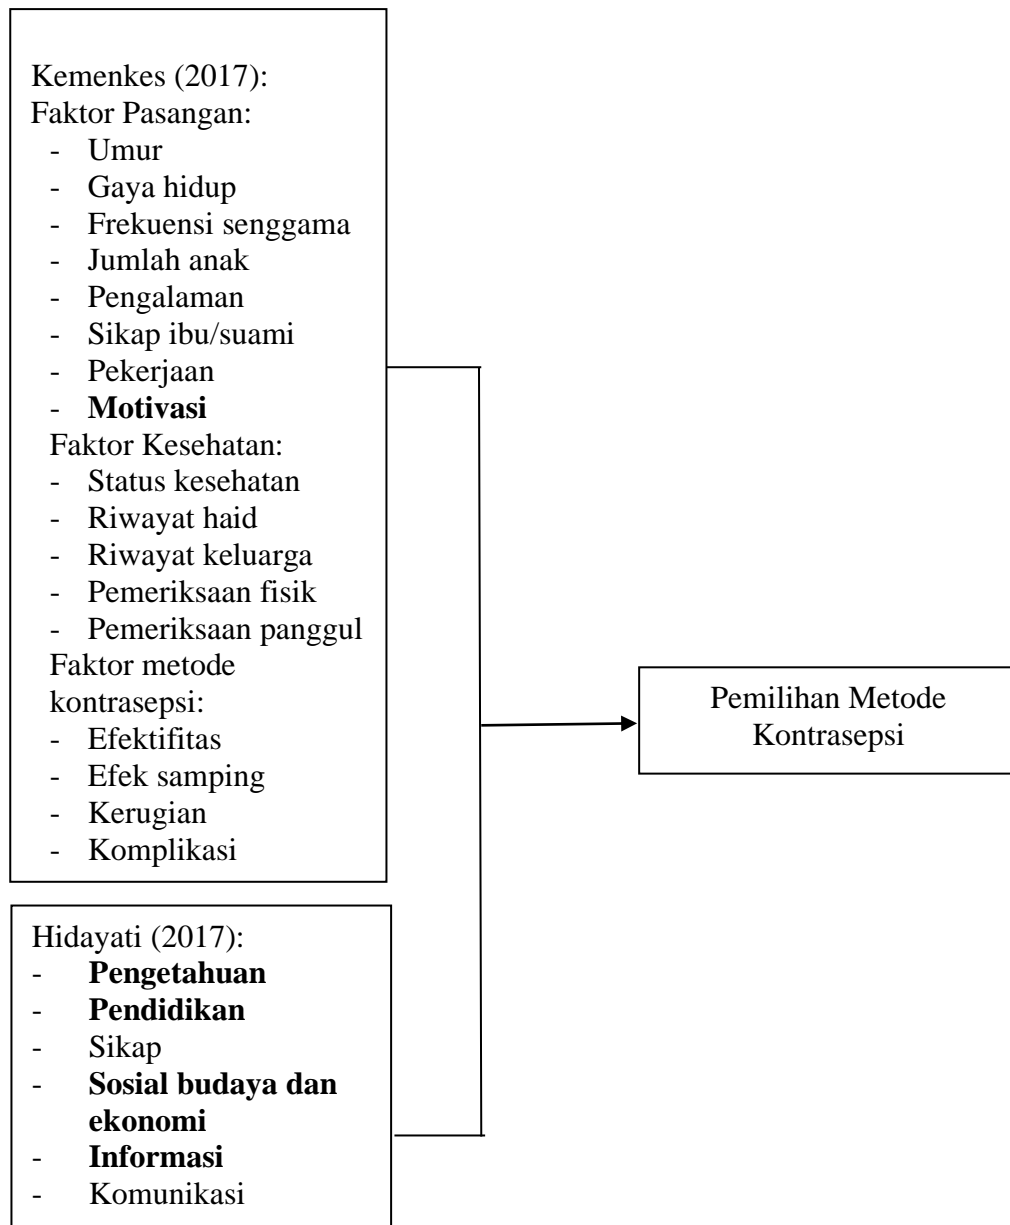 Kemenkes (2017):
Faktor Pasangan:
- Umur
- Gaya hidup
- Frekuensi senggama
- Jumlah anak
- Pengalaman
- Sikap ibu/suami
- Pekerjaan
- Motivasi
Faktor Kesehatan:
- Status kesehatan
- Riwayat haid
- Riwayat keluarga
- Pemeriksaan fisik
- Pemeriksaan panggul
Faktor metode
kontrasepsi:
- Efektifitas
- Efek samping
- Kerugian
- Komplikasi
Pemilihan Metode
Kontrasepsi
Hidayati (2017):
- Pengetahuan
- Pendidikan
- Sikap
- Sosial budaya dan
ekonomi
- Informasi
- Komunikasi